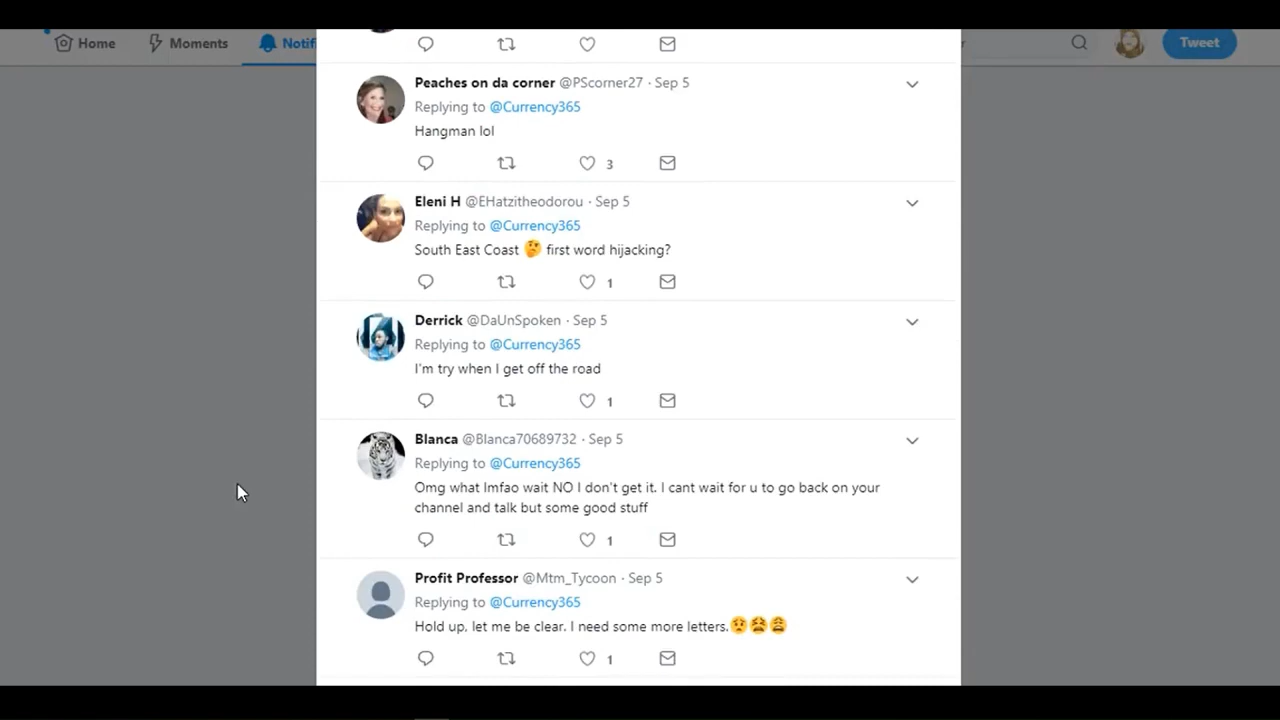 Home Moments Notif r Tweet
Peaches on da corner @PScorner27 · Sep 5
Replying to @Currency365
Hangman lol
3
Eleni H @EHatzitheodorou · Sep 5
Replying to @Currency365
South East Coast 🤔 first word hijacking?
1
Derrick @DaUnSpoken · Sep 5
Replying to @Currency365
I'm try when I get off the road
1
Blanca @Blanca70689732 · Sep 5
Replying to @Currency365
Omg what lmfao wait NO I don't get it. I cant wait for u to go back on your
channel and talk but some good stuff
1
Profit Professor @Mtm_Tycoon · Sep 5
Replying to @Currency365
Hold up, let me be clear. I need some more letters.😟😫😩
1